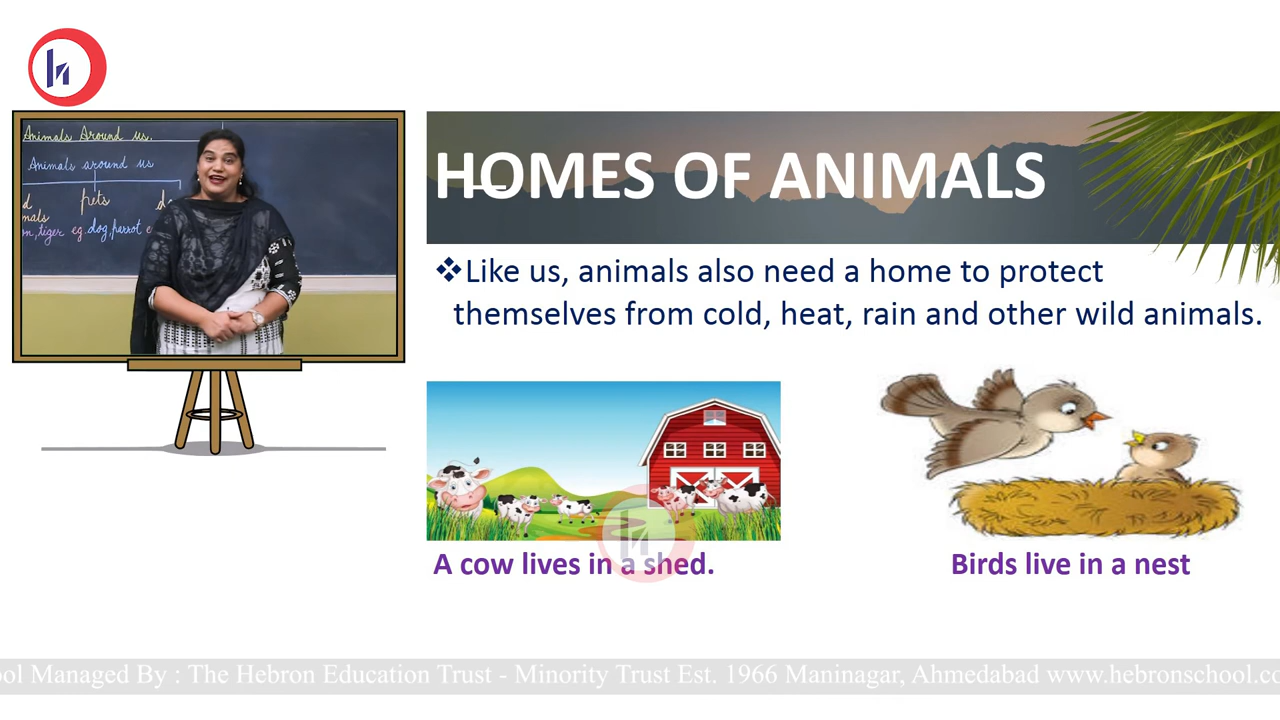 Animals Around us.
Animals around us
pets
tiger eg. dog, parrot
HOMES OF ANIMALS
❖Like us, animals also need a home to protect
themselves from cold, heat, rain and other wild animals.
A cow lives in a shed.
Birds live in a nest
ool Managed By : The Hebron Education Trust - Minority Trust Est. 1966 Maninagar, Ahmedabad www.hebronschool.co